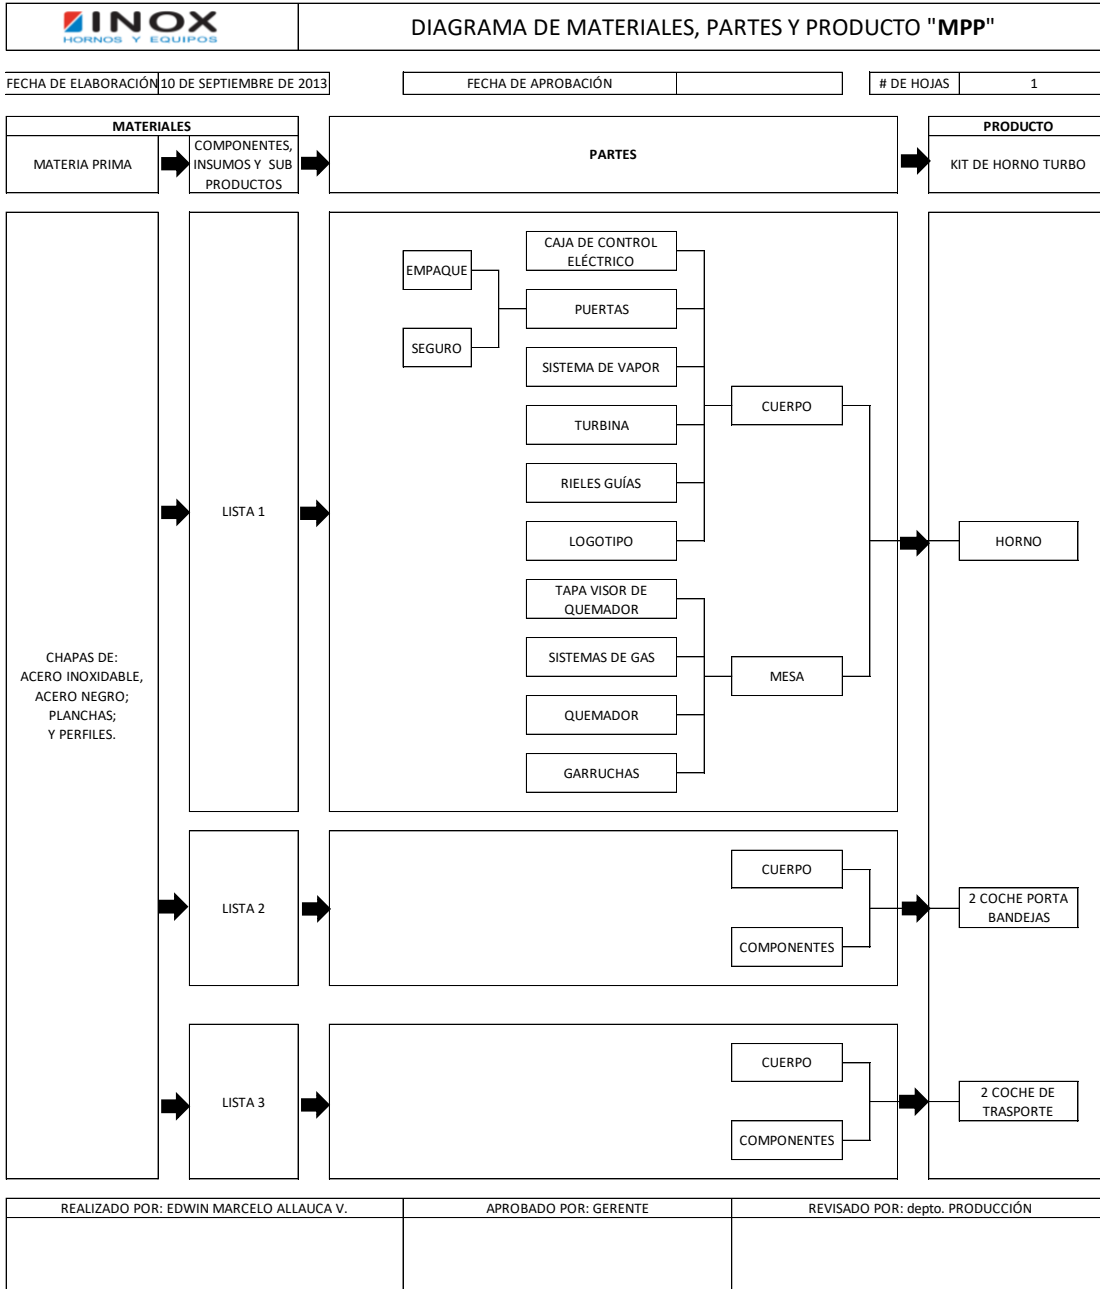 INOX
HORNOS Y EQUIPOS
DIAGRAMA DE MATERIALES, PARTES Y PRODUCTO "MPP"
FECHA DE ELABORACIÓN 10 DE SEPTIEMBRE DE 2013
FECHA DE APROBACIÓN
# DE HOJAS 1
MATERIALES
MATERIA PRIMA
COMPONENTES,
INSUMOS Y SUB
PRODUCTOS
PARTES
PRODUCTO
KIT DE HORNO TURBO
CHAPAS DE:
ACERO INOXIDABLE,
ACERO NEGRO;
PLANCHAS;
Y PERFILES.
LISTA 1
EMPAQUE
SEGURO
CAJA DE CONTROL
ELÉCTRICO
PUERTAS
SISTEMA DE VAPOR
TURBINA
RIELES GUÍAS
LOGOTIPO
CUERPO
TAPA VISOR DE
QUEMADOR
SISTEMAS DE GAS
QUEMADOR
GARRUCHAS
MESA
HORNO
LISTA 2
CUERPO
COMPONENTES
2 COCHE PORTA
BANDEJAS
LISTA 3
CUERPO
COMPONENTES
2 COCHE DE
TRASPORTE
REALIZADO POR: EDWIN MARCELO ALLAUCA V.
APROBADO POR: GERENTE
REVISADO POR: depto. PRODUCCIÓN